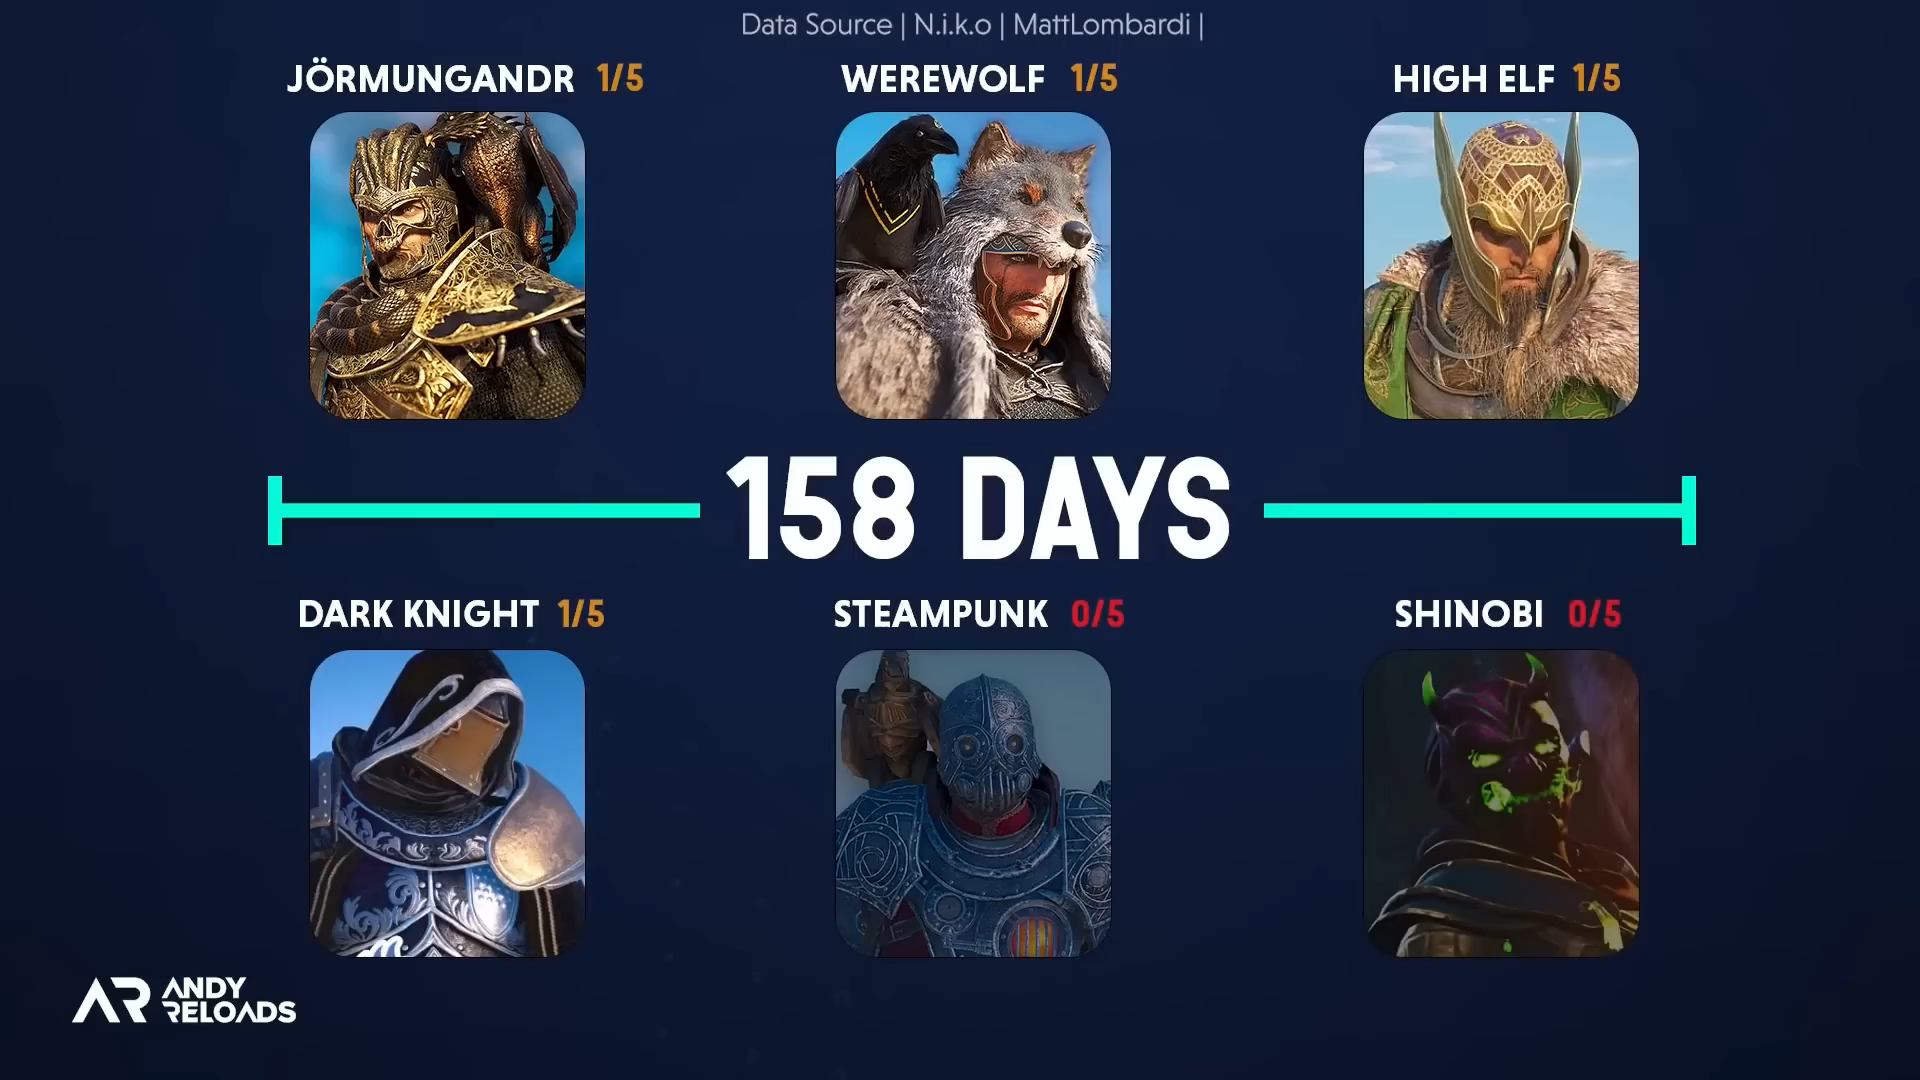 Data Source | N.i.k.o | MattLombardi |
JÖRMUNGANDR 1/5
WEREWOLF 1/5
HIGH ELF 1/5
158 DAYS
DARK KNIGHT 1/5
STEAMPUNK 0/5
SHINOBI 0/5
AR ANDY
RELOADS